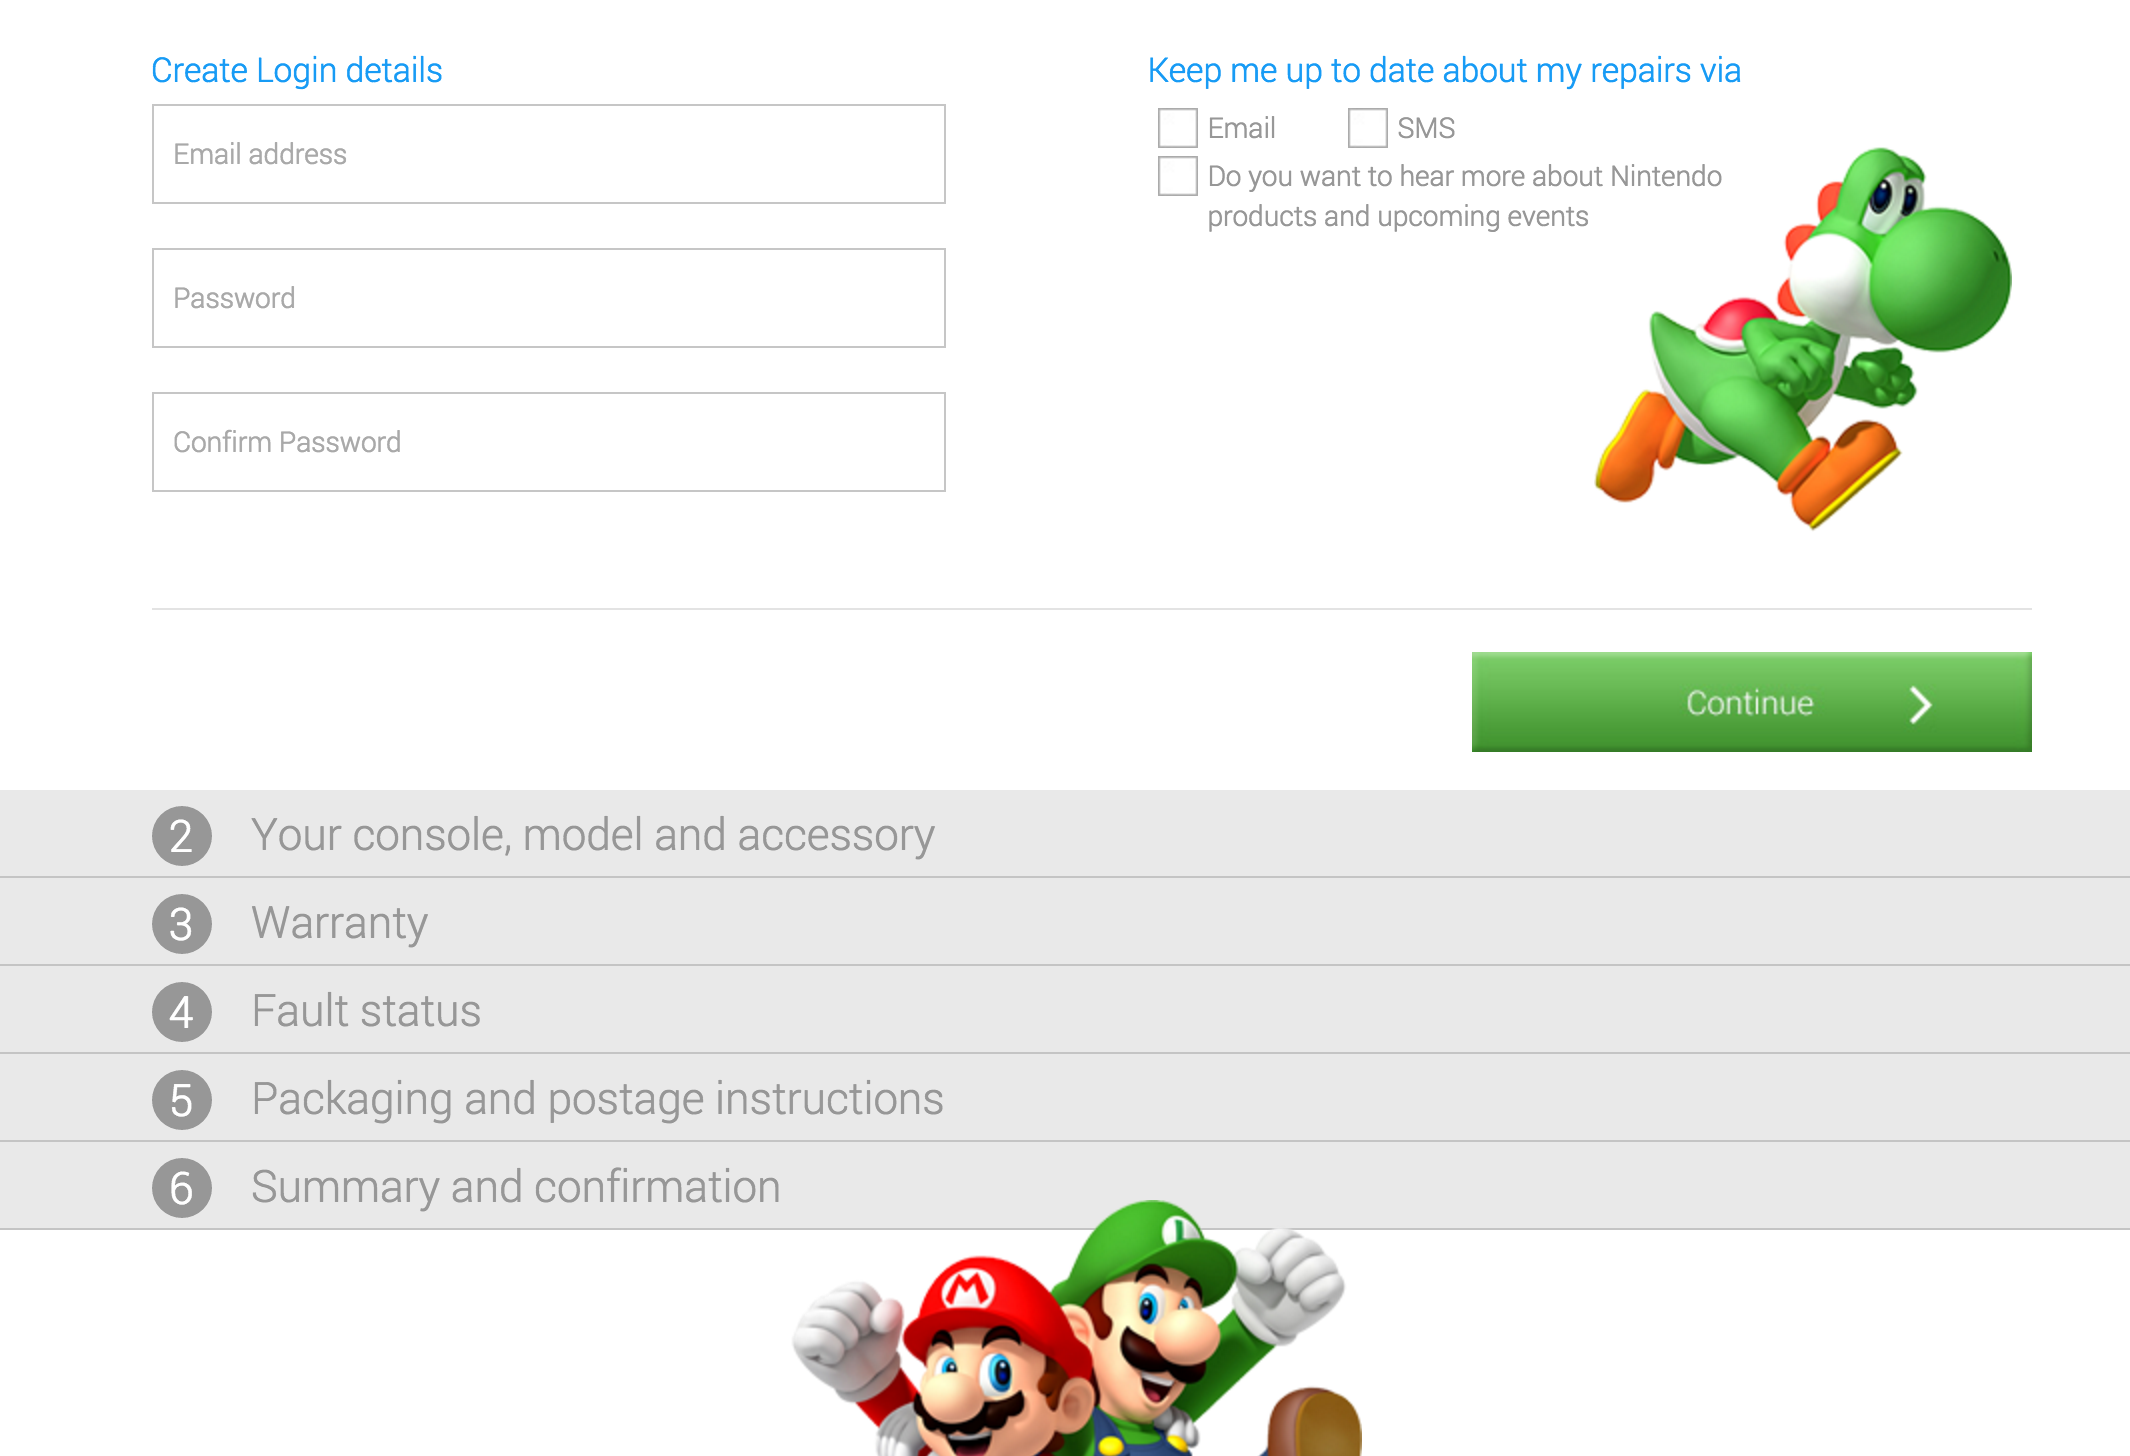 Create Login details
Email address
Password
Confirm Password
Keep me up to date about my repairs via
Email
SMS
Do you want to hear more about Nintendo
products and upcoming events
Continue
2 Your console, model and accessory
3 Warranty
4 Fault status
5 Packaging and postage instructions
6 Summary and confirmation
L
M